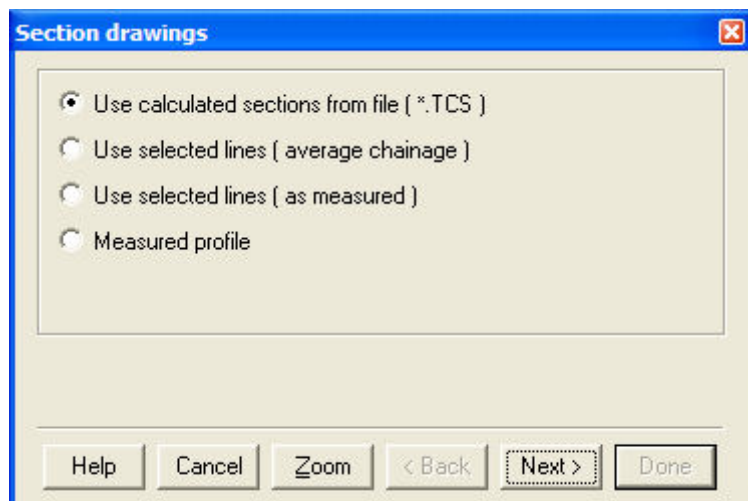 Section drawings
Use calculated sections from file ( *.TCS )
Use selected lines ( average chainage )
Use selected lines ( as measured )
Measured profile
Help Cancel Zoom < Back Next > Done